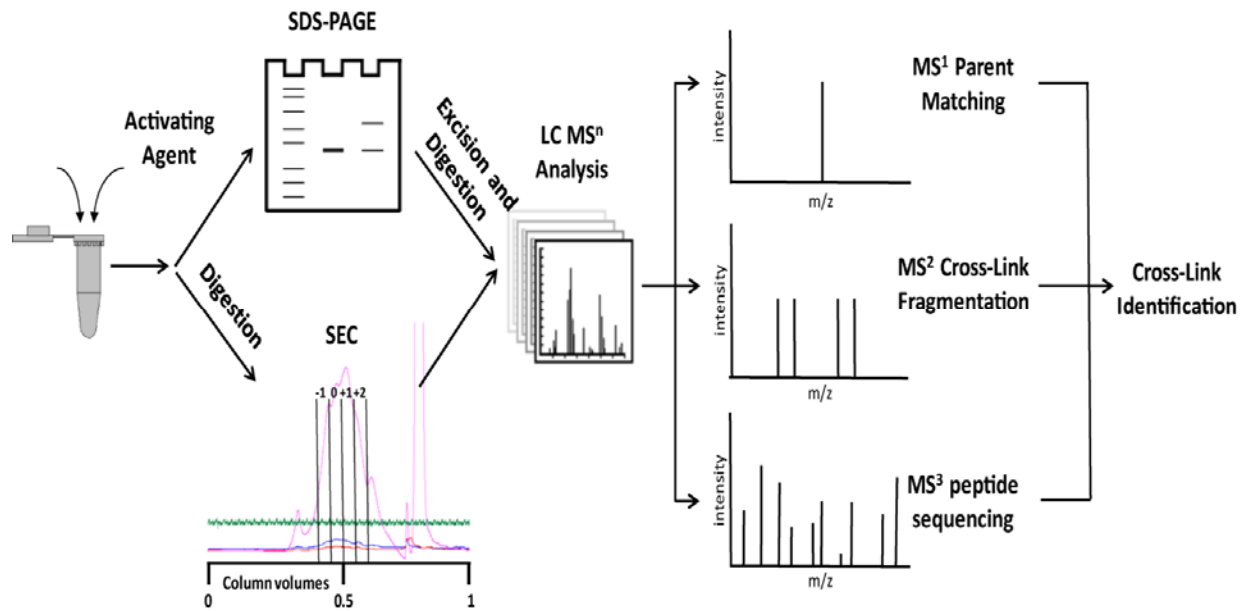 SDS-PAGE
Activating
Agent
Excision and
Digestion
Digestion
SEC
-1 0 +1 +2
Column volumes
0 0.5 1
LC MSⁿ
Analysis
intensity
m/z
MS¹ Parent
Matching
intensity
m/z
MS² Cross-Link
Fragmentation
intensity
m/z
MS³ peptide
sequencing
Cross-Link
Identification